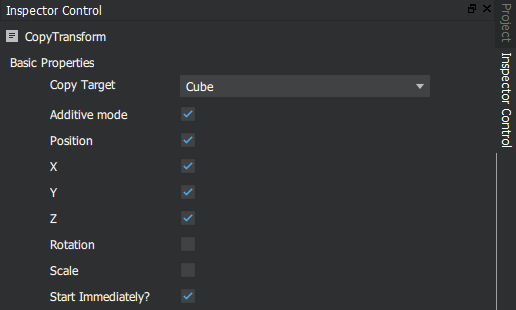 Inspector Control
CopyTransform
Basic Properties
Copy Target
Cube
Additive mode
Position
X
Y
Z
Rotation
Scale
Start Immediately?
Project
Inspector Control